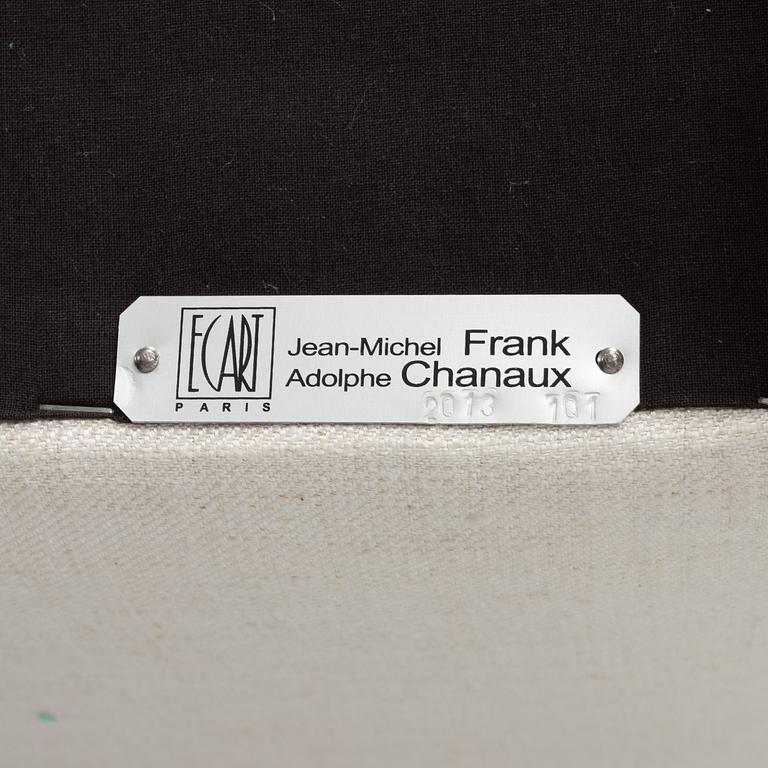 ECART
PARIS
Jean-Michel Frank
Adolphe Chanaux
2013 101